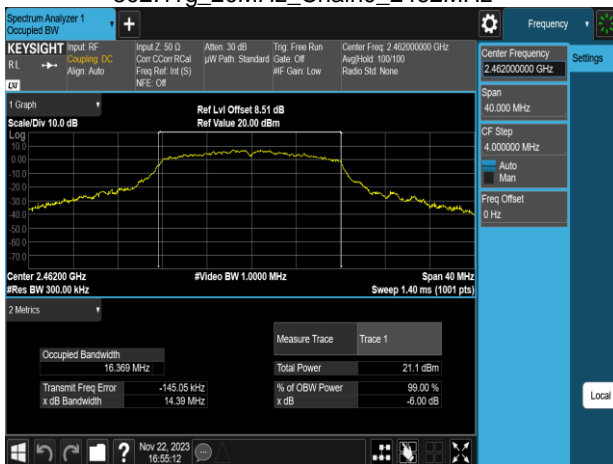 802.11g_20MHz_Chain0_2462MHz
Spectrum Analyzer 1
Occupied BW
Frequency
KEYSIGHT
RL
LXI
Input: RF
Coupling: DC
Align: Auto
Input Z: 50 Ω
Corr CCorr RCal
Freq Ref: Int (S)
NFE: Off
Atten: 30 dB
µW Path: Standard
Trig: Free Run
Gate: Off
#IF Gain: Low
Center Freq: 2.462000000 GHz
Avg|Hold: 100/100
Radio Std: None
Center Frequency
2.462000000 GHz
Settings
Span
40.000 MHz
CF Step
4.000000 MHz
Auto
Man
Freq Offset
0 Hz
Local
1 Graph
Scale/Div 10.0 dB
Ref Lvl Offset 8.51 dB
Ref Value 20.00 dBm
Log
10.0
0.00
-10.0
-20.0
-30.0
-40.0
-50.0
-60.0
-70.0
Center 2.46200 GHz
#Video BW 1.0000 MHz
Span 40 MHz
#Res BW 300.00 kHz
Sweep 1.40 ms (1001 pts)
2 Metrics
Measure Trace
Trace 1
Occupied Bandwidth
16.369 MHz
Total Power
21.1 dBm
Transmit Freq Error
-145.05 kHz
% of OBW Power
99.00 %
x dB Bandwidth
14.39 MHz
x dB
-6.00 dB
?
Nov 22, 2023
16:55:12